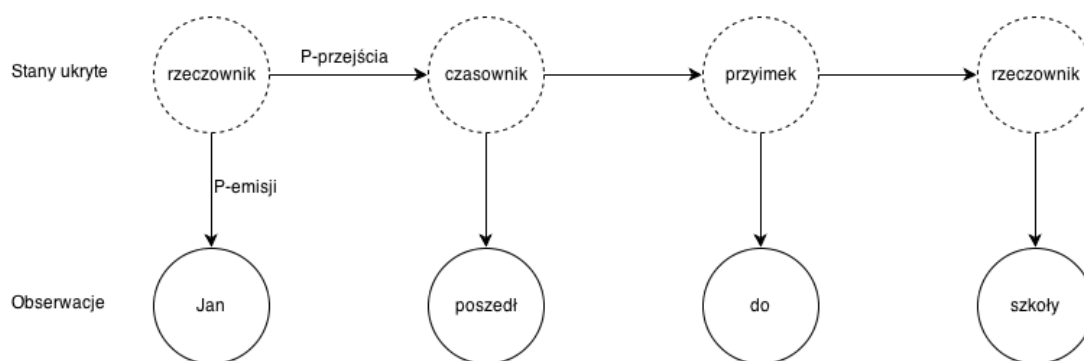 P-przejścia
Stany ukryte rzeczownik czasownik przyimek rzeczownik
P-emisji
Obserwacje Jan poszedł do szkoły